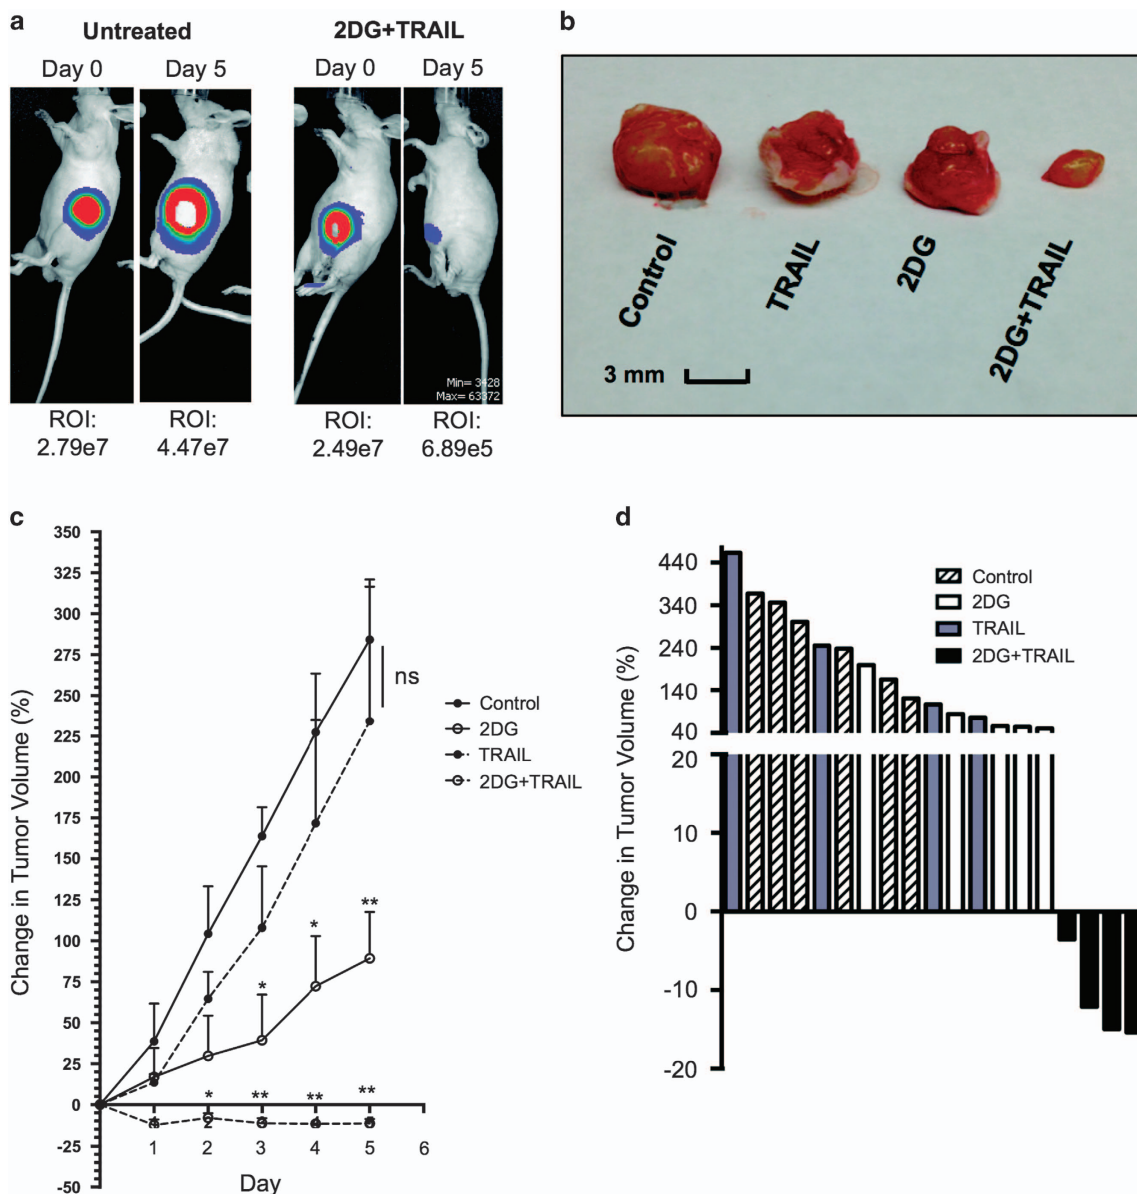 a
Untreated
2DG+TRAIL
Day 0
Day 5
Day 0
Day 5
Min= 3428
Max= 63372
ROI:
2.79e7
ROI:
4.47e7
ROI:
2.49e7
ROI:
6.89e5
b
Control
TRAIL
2DG
2DG+TRAIL
3 mm
c
Change in Tumor Volume (%)
350
325
300
275
250
225
200
175
150
125
100
75
50
25
0
-25
-50
ns
Control
2DG
TRAIL
2DG+TRAIL
*
**
*
*
**
**
**
1
2
3
4
5
6
Day
d
Change in Tumor Volume (%)
440
340
240
140
40
20
10
0
-10
-20
Control
2DG
TRAIL
2DG+TRAIL